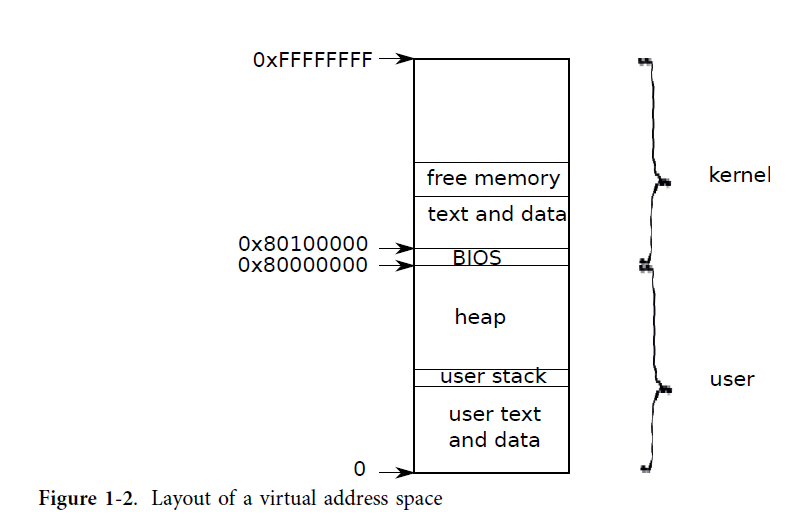 0xFFFFFFFF
kernel
free memory
text and data
0x80100000
BIOS
0x80000000
heap
user stack
user
user text
and data
0
Figure 1-2. Layout of a virtual address space